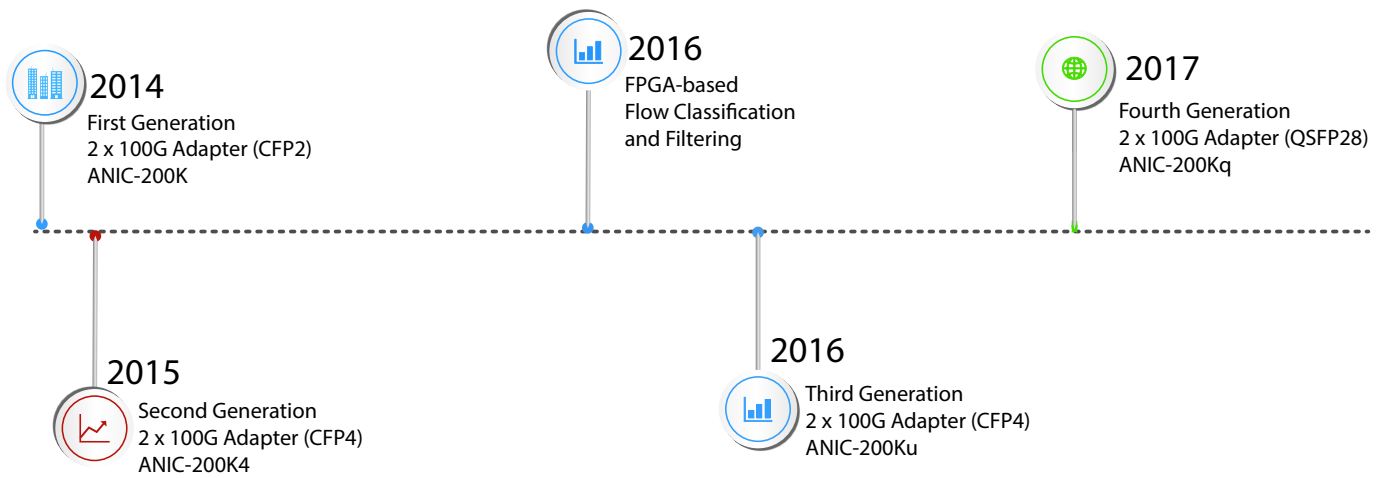 2014
First Generation
2 x 100G Adapter (CFP2)
ANIC-200K
2015
Second Generation
2 x 100G Adapter (CFP4)
ANIC-200K4
2016
FPGA-based
Flow Classification
and Filtering
2016
Third Generation
2 x 100G Adapter (CFP4)
ANIC-200Ku
2017
Fourth Generation
2 x 100G Adapter (QSFP28)
ANIC-200Kq